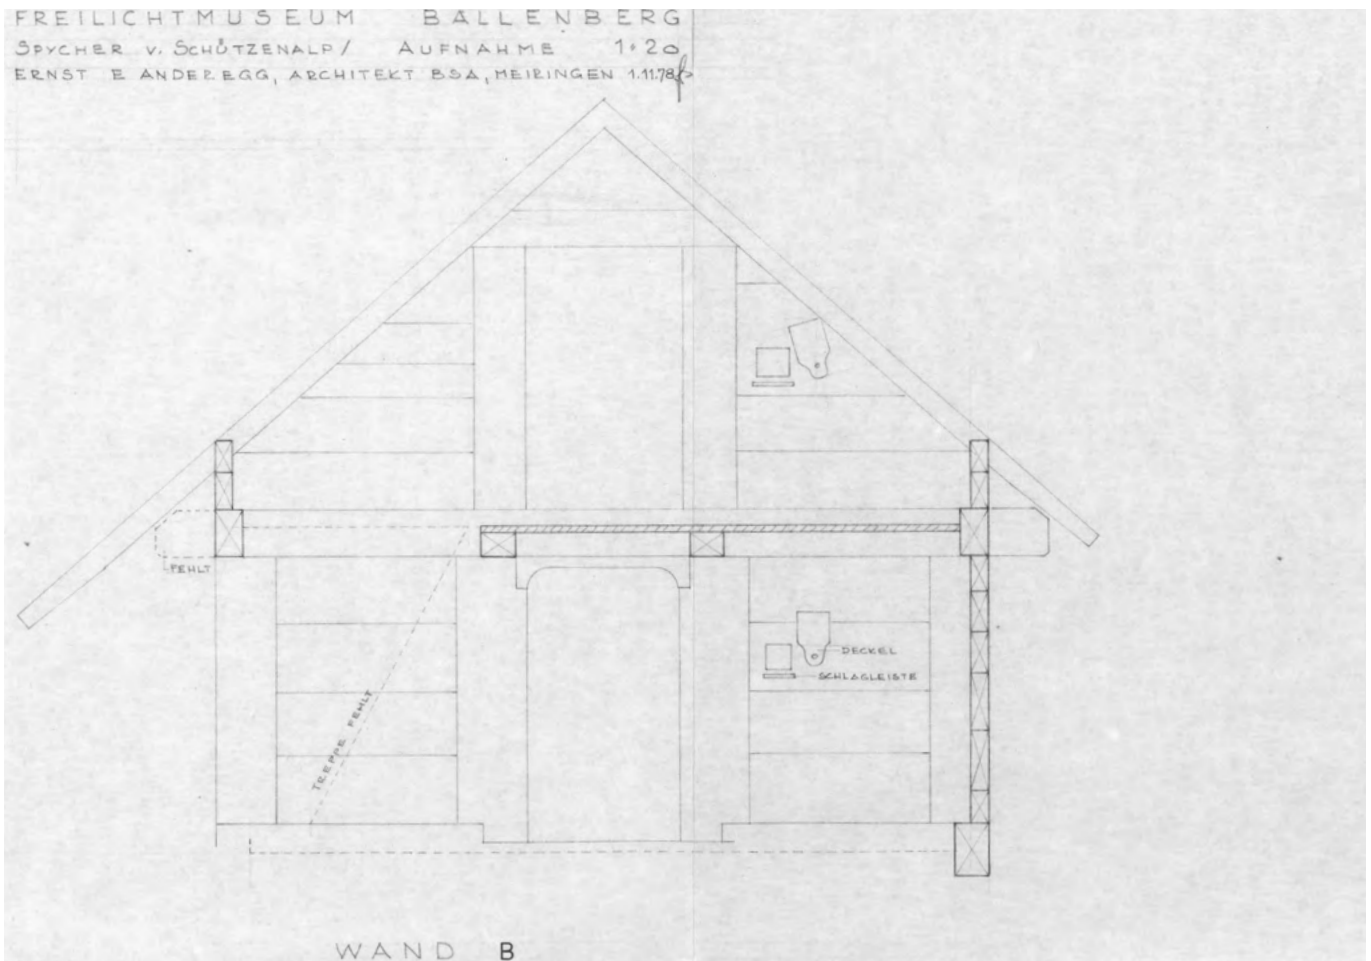 FREILICHTMUSEUM BALLENBERG
SPYCHER V. SCHÜTZENALP / AUFNAHME 1:20
ERNST E ANDEREGG, ARCHITEKT BSA, MEIRINGEN 1.11.78
FEHLT
TREPPE FEHLT
DECKEL
SCHLAGLEISTE
WAND B